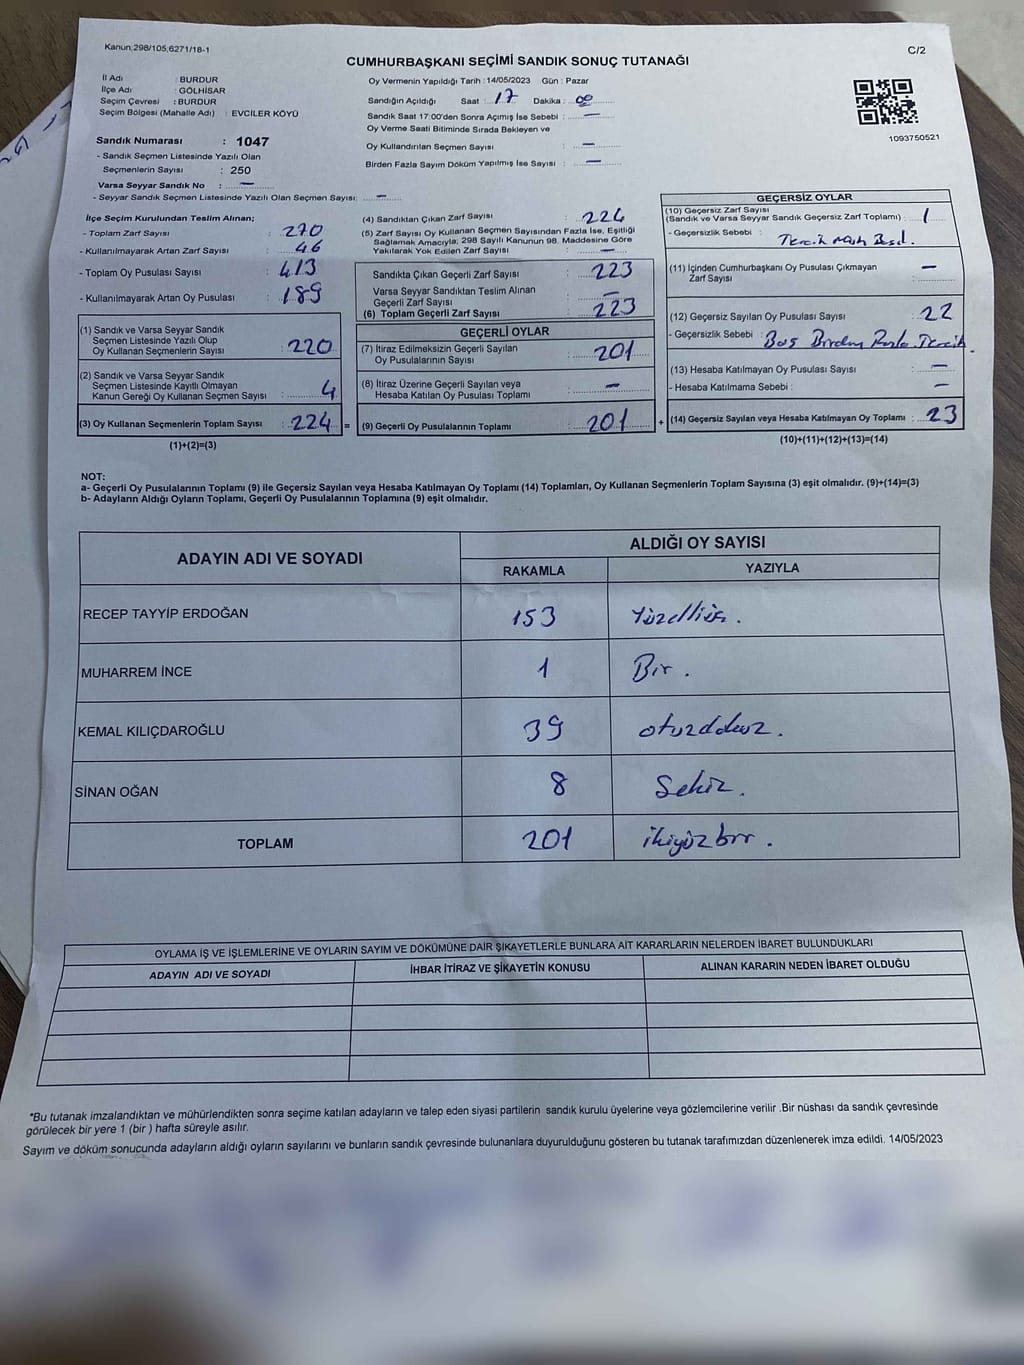 Kanun;298/105,6271/18-1
C/2
CUMHURBAŞKANI SEÇİMİ SANDIK SONUÇ TUTANAĞI
İl Adı : BURDUR
İlçe Adı : GÖLHİSAR
Seçim Çevresi : BURDUR
Seçim Bölgesi (Mahalle Adı) : EVCİLER KÖYÜ
Sandık Numarası : 1047
- Sandık Seçmen Listesinde Yazılı Olan
Seçmenlerin Sayısı : 250
Varsa Seyyar Sandık No : —
- Seyyar Sandık Seçmen Listesinde Yazılı Olan Seçmen Sayısı: —
Oy Vermenin Yapıldığı Tarih : 14/05/2023 Gün : Pazar
Sandığın Açıldığı Saat : 17 Dakika : 00
Sandık Saat 17:00'den Sonra Açımış İse Sebebi : —
Oy Verme Saati Bitiminde Sırada Bekleyen ve
Oy Kullandırılan Seçmen Sayısı : —
Birden Fazla Sayım Döküm Yapılmış İse Sayısı : —
1093750521
İlçe Seçim Kurulundan Teslim Alınan;
- Toplam Zarf Sayısı : 270
- Kullanılmayarak Artan Zarf Sayısı : 46
- Toplam Oy Pusulası Sayısı : 413
- Kullanılmayarak Artan Oy Pusulası : 189
(1) Sandık ve Varsa Seyyar Sandık
Seçmen Listesinde Yazılı Olup
Oy Kullanan Seçmenlerin Sayısı : 220
(2) Sandık ve Varsa Seyyar Sandık
Seçmen Listesinde Kayıtlı Olmayan
Kanun Gereği Oy Kullanan Seçmen Sayısı : 4
(3) Oy Kullanan Seçmenlerin Toplam Sayısı : 224 =
(1)+(2)=(3)
(4) Sandıktan Çıkan Zarf Sayısı : 224
(5) Zarf Sayısı Oy Kullanan Seçmen Sayısından Fazla İse, Eşitliği
Sağlamak Amacıyla; 298 Sayılı Kanunun 98. Maddesine Göre
Yakılarak Yok Edilen Zarf Sayısı : —
Sandıkta Çıkan Geçerli Zarf Sayısı : 223
Varsa Seyyar Sandıktan Teslim Alınan
Geçerli Zarf Sayısı : —
(6) Toplam Geçerli Zarf Sayısı : 223
GEÇERLİ OYLAR
(7) İtiraz Edilmeksizin Geçerli Sayılan
Oy Pusulalarının Sayısı : 201
(8) İtiraz Üzerine Geçerli Sayılan veya
Hesaba Katılan Oy Pusulası Toplamı : —
(9) Geçerli Oy Pusulalarının Toplamı : 201 +
GEÇERSİZ OYLAR
(10) Geçersiz Zarf Sayısı
(Sandık ve Varsa Seyyar Sandık Geçersiz Zarf Toplamı) : 1
- Geçersizlik Sebebi : Tercih
(11) İçinden Cumhurbaşkanı Oy Pusulası Çıkmayan
Zarf Sayısı : —
(12) Geçersiz Sayılan Oy Pusulası Sayısı : 22
- Geçersizlik Sebebi : Boş Birden Fazla Tercih.
(13) Hesaba Katılmayan Oy Pusulası Sayısı : —
- Hesaba Katılmama Sebebi : —
(14) Geçersiz Sayılan veya Hesaba Katılmayan Oy Toplamı : 23
(10)+(11)+(12)+(13)=(14)
NOT:
a- Geçerli Oy Pusulalarının Toplamı (9) ile Geçersiz Sayılan veya Hesaba Katılmayan Oy Toplamı (14) Toplamları, Oy Kullanan Seçmenlerin Toplam Sayısına (3) eşit olmalıdır. (9)+(14)=(3)
b- Adayların Aldığı Oyların Toplamı, Geçerli Oy Pusulalarının Toplamına (9) eşit olmalıdır.
ADAYIN ADI VE SOYADI ALDIĞI OY SAYISI
RAKAMLA YAZIYLA
RECEP TAYYİP ERDOĞAN 153 Yüzelliüç.
MUHARREM İNCE 1 Bir.
KEMAL KILIÇDAROĞLU 39 otuzdokuz.
SİNAN OĞAN 8 Sekiz.
TOPLAM 201 ikiyüzbir.
OYLAMA İŞ VE İŞLEMLERİNE VE OYLARIN SAYIM VE DÖKÜMÜNE DAİR ŞİKAYETLERLE BUNLARA AİT KARARLARIN NELERDEN İBARET BULUNDUKLARI
ADAYIN ADI VE SOYADI İHBAR İTİRAZ VE ŞİKAYETİN KONUSU ALINAN KARARIN NEDEN İBARET OLDUĞU
*Bu tutanak imzalandıktan ve mühürlendikten sonra seçime katılan adayların ve talep eden siyasi partilerin sandık kurulu üyelerine veya gözlemcilerine verilir .Bir nüshası da sandık çevresinde
görülecek bir yere 1 (bir ) hafta süreyle asılır.
Sayım ve döküm sonucunda adayların aldığı oyların sayılarını ve bunların sandık çevresinde bulunanlara duyurulduğunu gösteren bu tutanak tarafımızdan düzenlenerek imza edildi. 14/05/2023